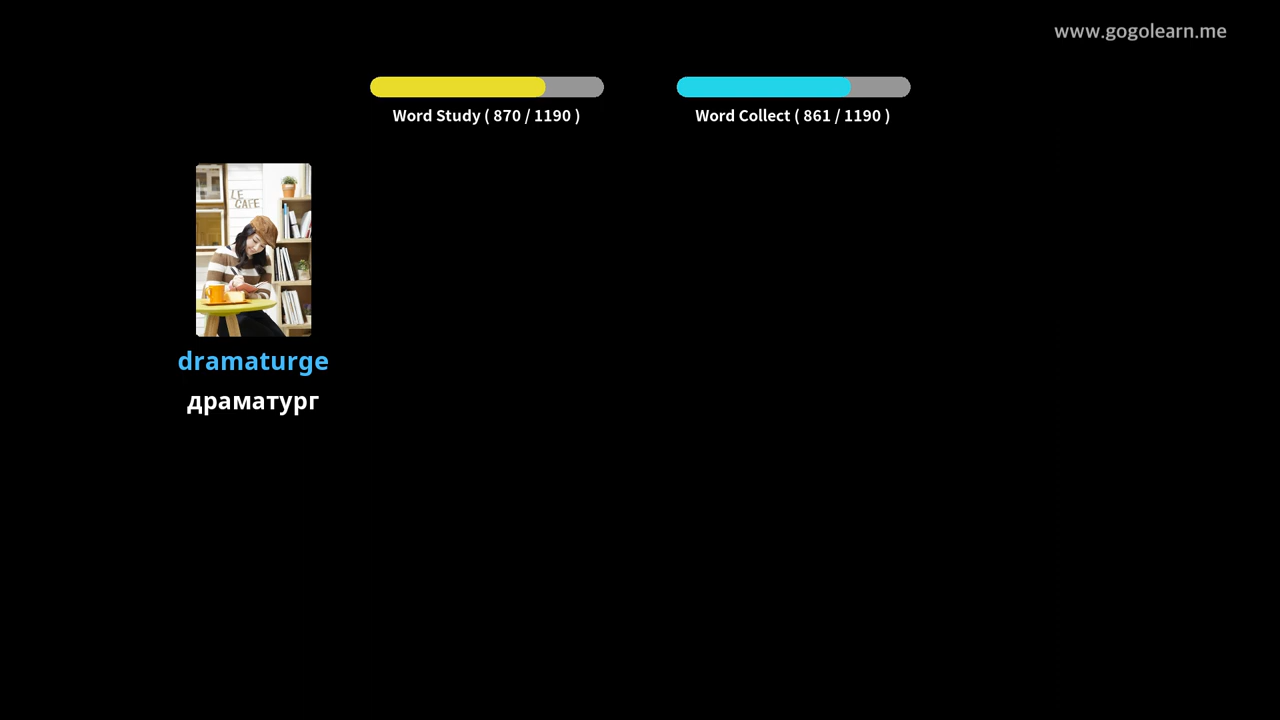 www.gogolearn.me
Word Study ( 870 / 1190 )
Word Collect ( 861 / 1190 )
LE
CAFE
dramaturge
драматург